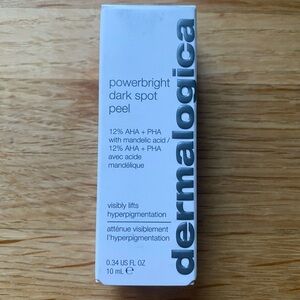 powerbright
dark spot
peel
12% AHA + PHA
with mandelic acid /
12% AHA + PHA
avec acide
mandélique
visibly lifts
hyperpigmentation
atténue visiblement
l'hyperpigmentation
0.34 US FL OZ
10 mL ℮
dermalogica